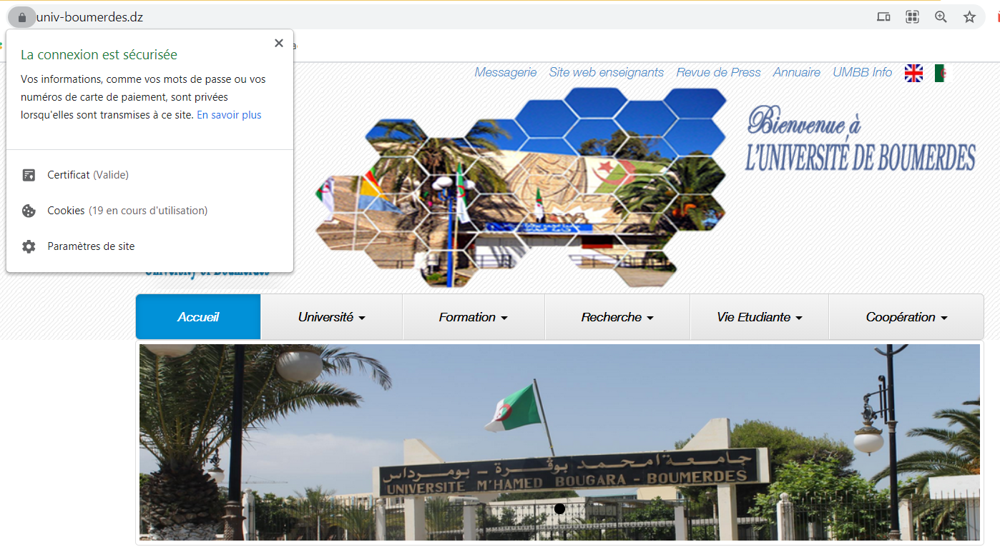 univ-boumerdes.dz
La connexion est sécurisée
Vos informations, comme vos mots de passe ou vos
numéros de carte de paiement, sont privées
lorsqu'elles sont transmises à ce site. En savoir plus
Certificat (Valide)
Cookies (19 en cours d'utilisation)
Paramètres de site
Messagerie Site web enseignants Revue de Press Annuaire UMBB Info
Bienvenue à
L'UNIVERSITÉ DE BOUMERDES
University of Boumerdes
Accueil Université Formation Recherche Vie Etudiante Coopération
جامعة امحمد بوقرة - بومرداس
UNIVERSITE M'HAMED BOUGARA - BOUMERDES